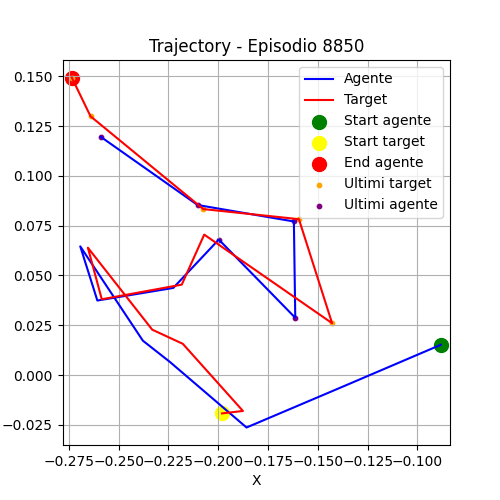 Trajectory - Episodio 8850
0.150
0.125
0.100
0.075
0.050
0.025
0.000
−0.025
Agente
Target
Start agente
Start target
End agente
Ultimi target
Ultimi agente
−0.275 −0.250 −0.225 −0.200 −0.175 −0.150 −0.125 −0.100
X